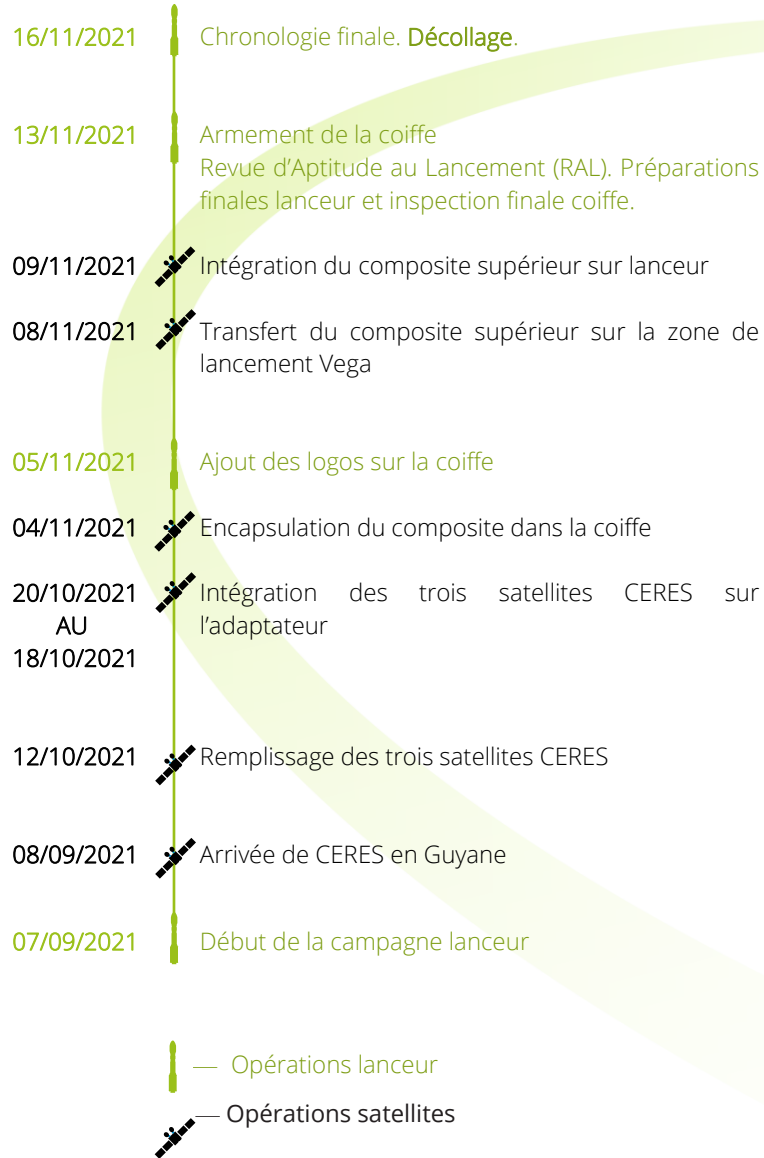 16/11/2021 Chronologie finale. Décollage.
13/11/2021 Armement de la coiffe
Revue d’Aptitude au Lancement (RAL). Préparations
finales lanceur et inspection finale coiffe.
09/11/2021 Intégration du composite supérieur sur lanceur
08/11/2021 Transfert du composite supérieur sur la zone de
lancement Vega
05/11/2021 Ajout des logos sur la coiffe
04/11/2021 Encapsulation du composite dans la coiffe
20/10/2021 Intégration des trois satellites CERES sur
AU l’adaptateur
18/10/2021
12/10/2021 Remplissage des trois satellites CERES
08/09/2021 Arrivée de CERES en Guyane
07/09/2021 Début de la campagne lanceur
— Opérations lanceur
— Opérations satellites